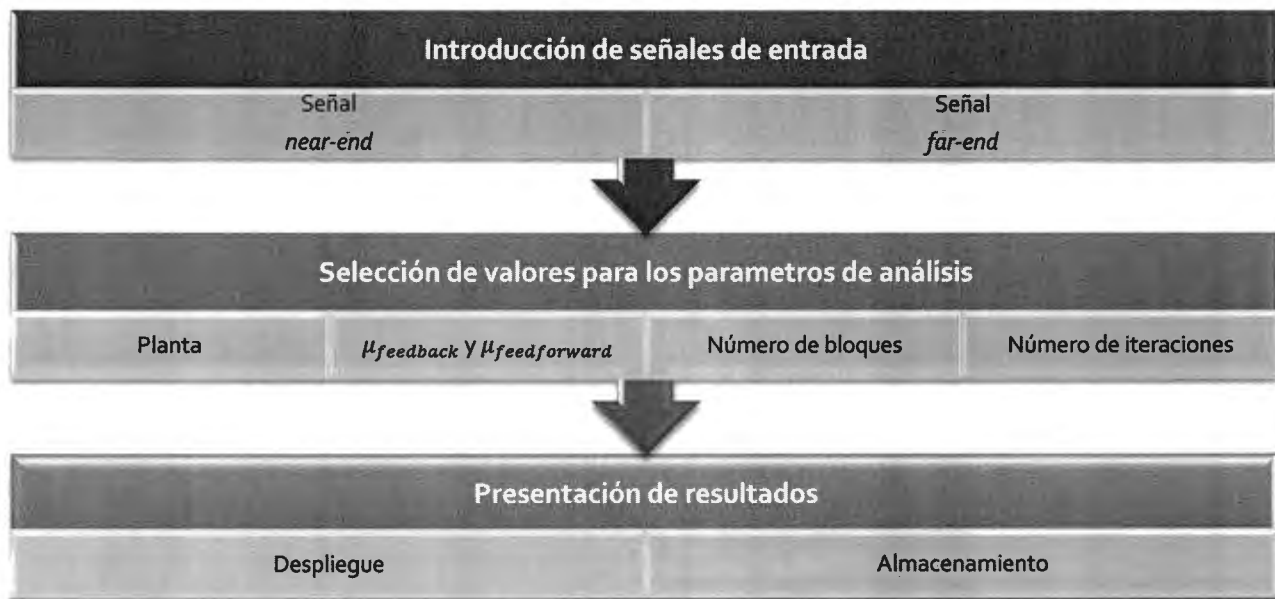 Introducción de señales de entrada
Señal
near-end
Señal
far-end
Selección de valores para los parametros de análisis
Planta
μfeedback y μfeedforward
Número de bloques
Número de iteraciones
Presentación de resultados
Despliegue
Almacenamiento